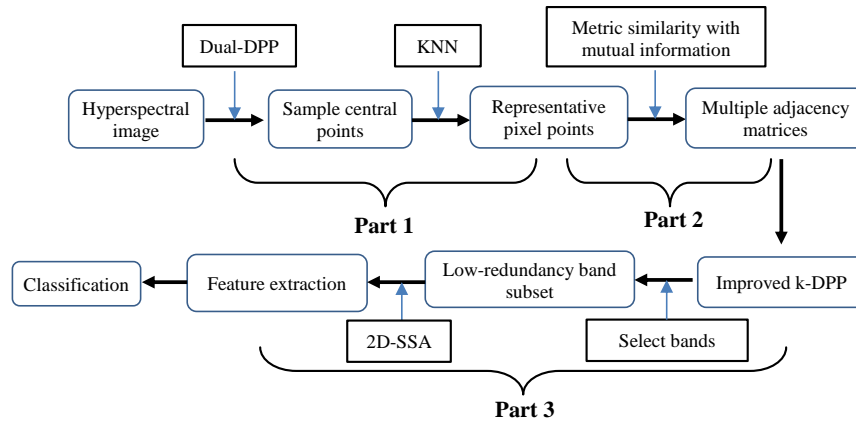 Dual-DPP
KNN
Metric similarity with
mutual information
Hyperspectral
image
Sample central
points
Representative
pixel points
Multiple adjacency
matrices
Part 1
Part 2
Classification
Feature extraction
Low-redundancy band
subset
Improved k-DPP
2D-SSA
Select bands
Part 3